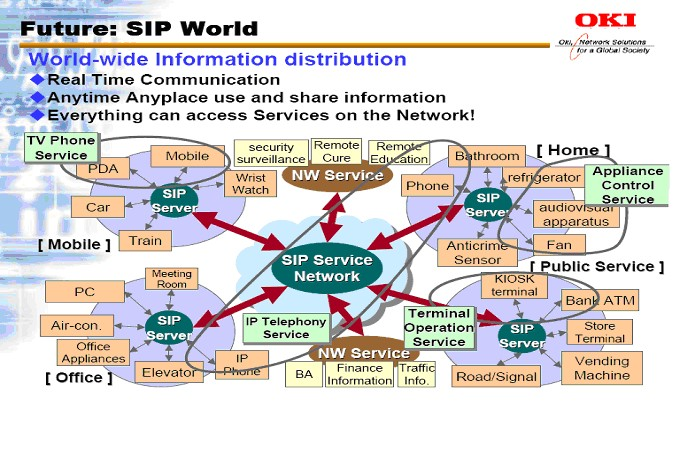 Future: SIP World
OKI
Oki, Network Solutions
for a Global Society
World-wide Information distribution
Real Time Communication
Anytime Anyplace use and share information
Everything can access Services on the Network!
TV Phone
Service
PDA
Mobile
Wrist
Watch
SIP
Server
Car
Train
[ Mobile ]
security
surveillance
Remote
Cure
Remote
Education
NW Service
[ Home ]
Bathroom
Phone
refrigerator
SIP
Server
audiovisual
apparatus
Anticrime
Sensor
Fan
Appliance
Control
Service
SIP Service
Network
[ Public Service ]
PC
Meeting
Room
Air-con.
SIP
Server
Office
Appliances
Elevator
IP
Phone
[ Office ]
IP Telephony
Service
NW Service
BA
Finance
Information
Traffic
Info.
Terminal
Operation
Service
KIOSK
terminal
Bank ATM
SIP
Server
Store
Terminal
Vending
Machine
Road/Signal